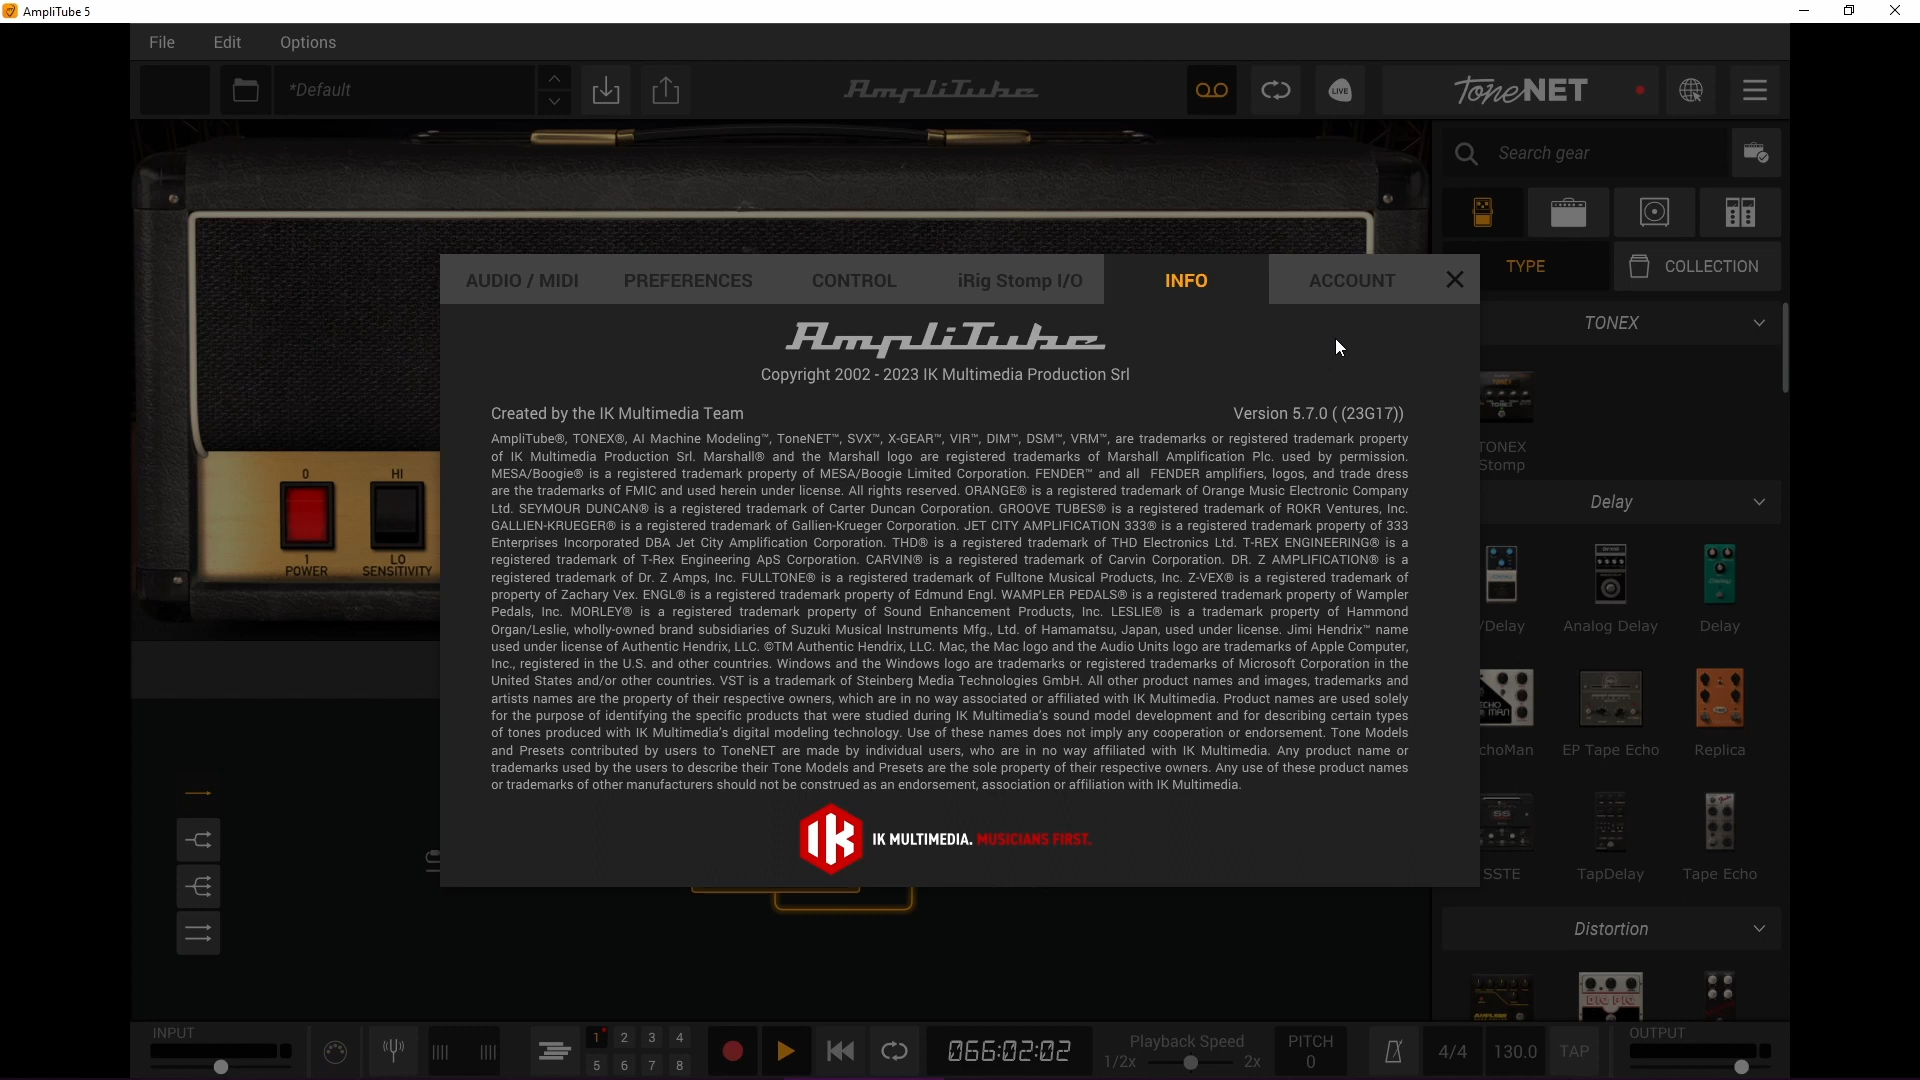 AmpliTube 5
File Edit Options
*Default
AmpliTube
LIVE
ToneNET
Search gear
TYPE
COLLECTION
AUDIO / MIDI PREFERENCES CONTROL iRig Stomp I/O INFO ACCOUNT
AmpliTube
Copyright 2002 - 2023 IK Multimedia Production Srl
Created by the IK Multimedia Team
Version 5.7.0 ( (23G17))
AmpliTube®, TONEX®, AI Machine Modeling™, ToneNET™, SVX™, X-GEAR™, VIR™, DIM™, DSM™, VRM™, are trademarks or registered trademark property
of IK Multimedia Production Srl. Marshall® and the Marshall logo are registered trademarks of Marshall Amplification Plc. used by permission.
MESA/Boogie® is a registered trademark property of MESA/Boogie Limited Corporation. FENDER™ and all FENDER amplifiers, logos, and trade dress
are the trademarks of FMIC and used herein under license. All rights reserved. ORANGE® is a registered trademark of Orange Music Electronic Company
Ltd. SEYMOUR DUNCAN® is a registered trademark of Carter Duncan Corporation. GROOVE TUBES® is a registered trademark of ROKR Ventures, Inc.
GALLIEN-KRUEGER® is a registered trademark of Gallien-Krueger Corporation. JET CITY AMPLIFICATION 333® is a registered trademark property of 333
Enterprises Incorporated DBA Jet City Amplification Corporation. THD® is a registered trademark of THD Electronics Ltd. T-REX ENGINEERING® is a
registered trademark of T-Rex Engineering ApS Corporation. CARVIN® is a registered trademark of Carvin Corporation. DR. Z AMPLIFICATION® is a
registered trademark of Dr. Z Amps, Inc. FULLTONE® is a registered trademark of Fulltone Musical Products, Inc. Z-VEX® is a registered trademark of
property of Zachary Vex. ENGL® is a registered trademark property of Edmund Engl. WAMPLER PEDALS® is a registered trademark property of Wampler
Pedals, Inc. MORLEY® is a registered trademark property of Sound Enhancement Products, Inc. LESLIE® is a trademark property of Hammond
Organ/Leslie, wholly-owned brand subsidiaries of Suzuki Musical Instruments Mfg., Ltd. of Hamamatsu, Japan, used under license. Jimi Hendrix™ name
used under license of Authentic Hendrix, LLC. ©TM Authentic Hendrix, LLC. Mac, the Mac logo and the Audio Units logo are trademarks of Apple Computer,
Inc., registered in the U.S. and other countries. Windows and the Windows logo are trademarks or registered trademarks of Microsoft Corporation in the
United States and/or other countries. VST is a trademark of Steinberg Media Technologies GmbH. All other product names and images, trademarks and
artists names are the property of their respective owners, which are in no way associated or affiliated with IK Multimedia. Product names are used solely
for the purpose of identifying the specific products that were studied during IK Multimedia's sound model development and for describing certain types
of tones produced with IK Multimedia's digital modeling technology. Use of these names does not imply any cooperation or endorsement. Tone Models
and Presets contributed by users to ToneNET are made by individual users, who are in no way affiliated with IK Multimedia. Any product name or
trademarks used by the users to describe their Tone Models and Presets are the sole property of their respective owners. Any use of these product names
or trademarks of other manufacturers should not be construed as an endorsement, association or affiliation with IK Multimedia.
IK IK MULTIMEDIA. MUSICIANS FIRST.
0 HI
1 LO
POWER SENSITIVITY
TONEX
TONEX
Stomp
Delay
/Delay Analog Delay Delay
choMan EP Tape Echo Replica
SSTE TapDelay Tape Echo
Distortion
INPUT
1 2 3 4
5 6 7 8
066:02:02
Playback Speed
1/2x 2x
PITCH
0
4/4 130.0 TAP
OUTPUT